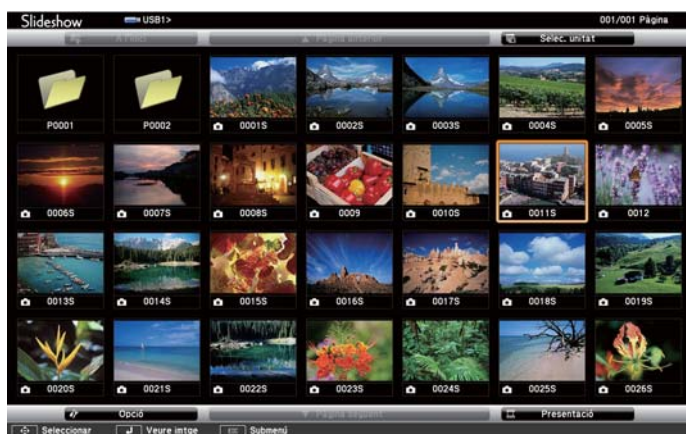 Slideshow USB1> 001/001 Pàgina
A l'inici Pàgina anterior Selec. unitat
P0001 P0002 0001S 0002S 0003S 0004S 0005S
0006S 0007S 0008S 0009 0010S 0011S 0012
0013S 0014S 0015S 0016S 0017S 0018S 0019S
0020S 0021S 0022S 0023S 0024S 0025S 0026S
Opció Pàgina següent Presentació
Seleccionar Veure intge Submenú